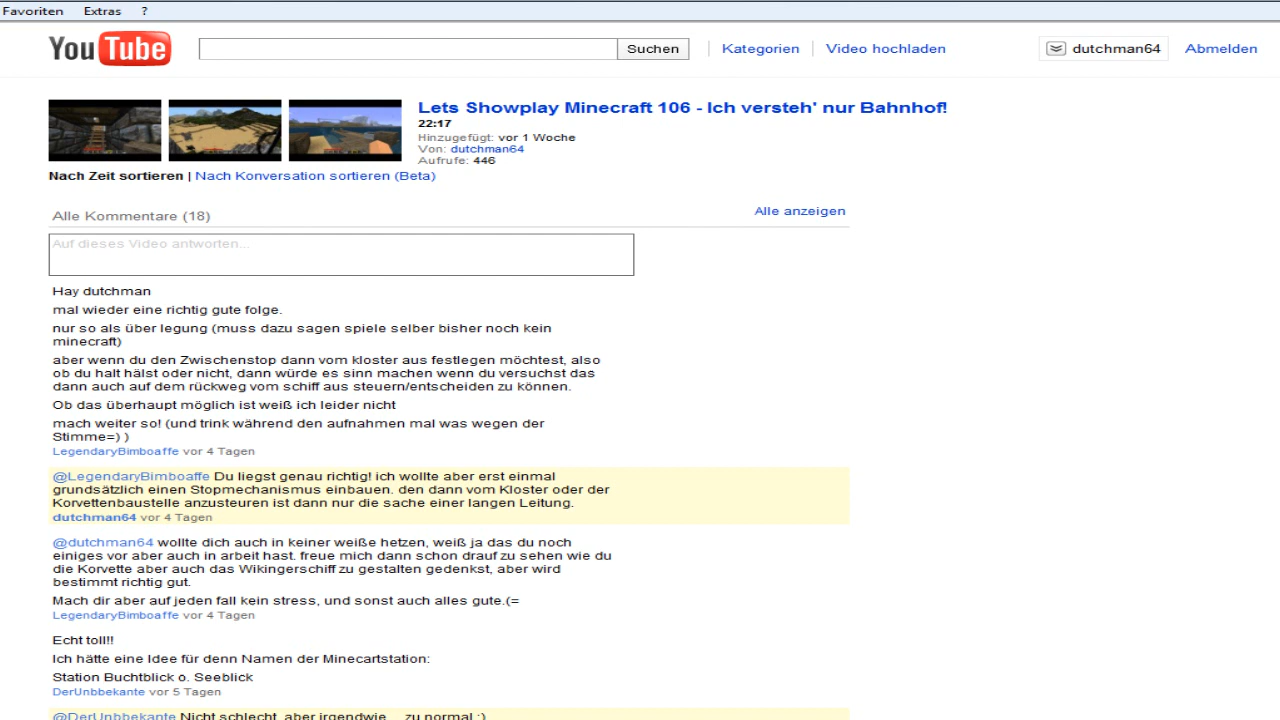 Favoriten Extras ?
YouTube Suchen Kategorien Video hochladen dutchman64 Abmelden
Lets Showplay Minecraft 106 - Ich versteh' nur Bahnhof!
22:17
Hinzugefügt: vor 1 Woche
Von: dutchman64
Aufrufe: 446
Nach Zeit sortieren | Nach Konversation sortieren (Beta)
Alle Kommentare (18) Alle anzeigen
Auf dieses Video antworten...
Hay dutchman
mal wieder eine richtig gute folge.
nur so als über legung (muss dazu sagen spiele selber bisher noch kein
minecraft)
aber wenn du den Zwischenstop dann vom kloster aus festlegen möchtest, also
ob du halt hälst oder nicht, dann würde es sinn machen wenn du versuchst das
dann auch auf dem rückweg vom schiff aus steuern/entscheiden zu können.
Ob das überhaupt möglich ist weiß ich leider nicht
mach weiter so! (und trink während den aufnahmen mal was wegen der
Stimme=) )
LegendaryBimboaffe vor 4 Tagen
@LegendaryBimboaffe Du liegst genau richtig! ich wollte aber erst einmal
grundsätzlich einen Stopmechanismus einbauen. den dann vom Kloster oder der
Korvettenbaustelle anzusteuren ist dann nur die sache einer langen Leitung.
dutchman64 vor 4 Tagen
@dutchman64 wollte dich auch in keiner weiße hetzen, weiß ja das du noch
einiges vor aber auch in arbeit hast. freue mich dann schon drauf zu sehen wie du
die Korvette aber auch das Wikingerschiff zu gestalten gedenkst, aber wird
bestimmt richtig gut.
Mach dir aber auf jeden fall kein stress, und sonst auch alles gute.(=
LegendaryBimboaffe vor 4 Tagen
Echt toll!!
Ich hätte eine Idee für denn Namen der Minecartstation:
Station Buchtblick o. Seeblick
DerUnbbekante vor 5 Tagen
@DerUnbbekante Nicht schlecht, aber irgendwie... zu normal ;)